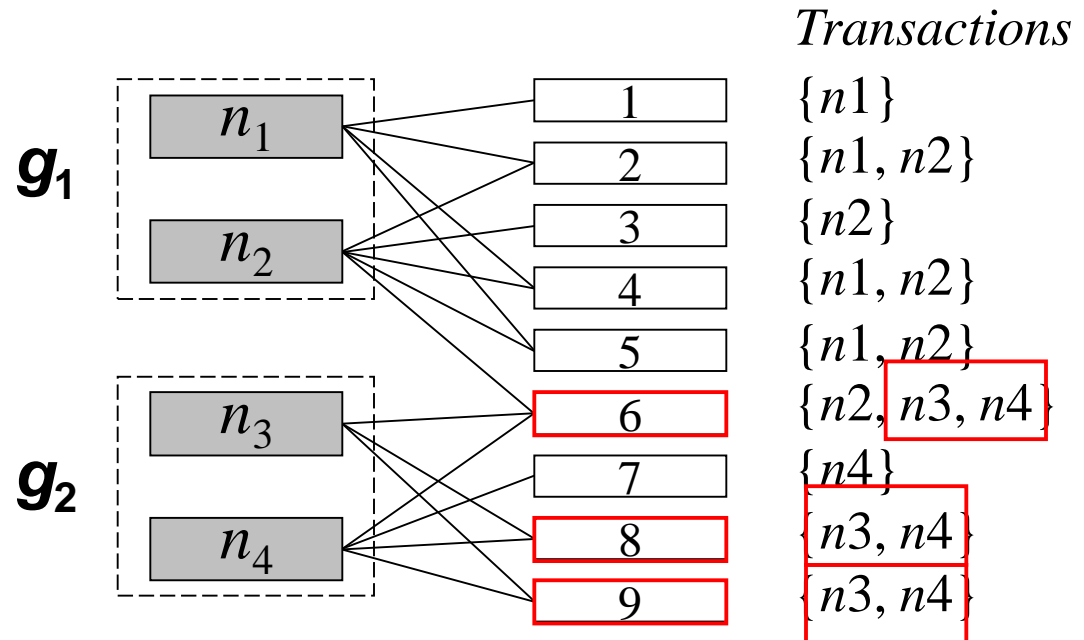 Transactions
g1
n1
n2
g2
n3
n4
1
2
3
4
5
6
7
8
9
{n1}
{n1, n2}
{n2}
{n1, n2}
{n1, n2}
{n2, n3, n4}
{n4}
{n3, n4}
{n3, n4}